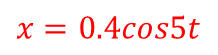 x = 0.4cos5t